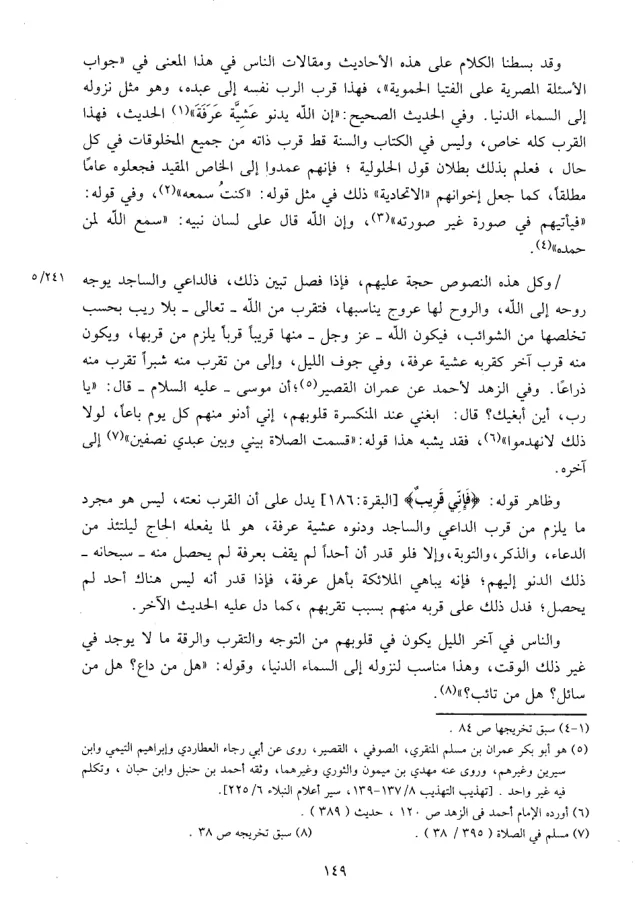 وقد بسطنا الكلام على هذه الأحاديث ومقالات الناس في هذا المعنى في «جواب
الأسئلة المصرية على الفتيا الحموية»، فهذا قرب الرب نفسه إلى عبده، وهو مثل نزوله
إلى السماء الدنيا. وفي الحديث الصحيح:«إن الله يدنو عَشِيَّة عَرَفَةَ»(١) الحديث، فهذا
القرب كله خاص، وليس في الكتاب والسنة قط قرب ذاته من جميع المخلوقات في كل
حال ، فعلم بذلك بطلان قول الحلولية ؛ فإنهم عمدوا إلى الخاص المقيد فجعلوه عاماً
مطلقاً، كما جعل إخوانهم «الاتحادية» ذلك في مثل قوله: «كنتُ سمعه»(٢)، وفي قوله:
«فيأتيهم في صورة غير صورته»(٣)، وإن الله قال على لسان نبيه: «سمع الله لمن
حمده»(٤).
/ وكل هذه النصوص حجة عليهم، فإذا فصل تبين ذلك، فالداعي والساجد يوجه
٥/٢٤١
روحه إلى الله، والروح لها عروج يناسبها، فتقرب من الله ـ تعالى ـ بلا ريب بحسب
تخلصها من الشوائب، فيكون الله ـ عز وجل ـ منها قريباً قرباً يلزم من قربها، ويكون
منه قرب آخر كقربه عشية عرفة، وفي جوف الليل، وإلى من تقرب منه شبراً تقرب منه
ذراعًا. وفي الزهد لأحمد عن عمران القصير(٥)؛أن موسى ـ عليه السلام ـ قال: «يا
رب، أين أبغيك؟ قال: ابغني عند المنكسرة قلوبهم، إني أدنو منهم كل يوم باعاً، لولا
ذلك لانهدموا»(٦)، فقد يشبه هذا قوله: «قسمت الصلاة بيني وبين عبدي نصفين»(٧) إلى
آخره.
وظاهر قوله: ﴿فَإِنِّي قَرِيبٌ﴾ [البقرة:١٨٦] يدل على أن القرب نعته، ليس هو مجرد
ما يلزم من قرب الداعي والساجد ودنوه عشية عرفة، هو لما يفعله الحاج ليلتئذ من
الدعاء، والذكر،والتوبة،وإلا فلو قدر أن أحداً لم يقف بعرفة لم يحصل منه ـ سبحانه ـ
ذلك الدنو إليهم؛ فإنه يباهي الملائكة بأهل عرفة، فإذا قدر أنه ليس هناك أحد لم
يحصل؛ فدل ذلك على قربه منهم بسبب تقربهم ،كما دل عليه الحديث الآخر.
والناس في آخر الليل يكون في قلوبهم من التوجه والتقرب والرقة ما لا يوجد في
غير ذلك الوقت، وهذا مناسب لنزوله إلى السماء الدنيا، وقوله: «هل من داع؟ هل من
سائل؟ هل من تائب؟»(٨).
(١-٤) سبق تخريجها ص ٨٤ .
(٥) هو أبو بكر عمران بن مسلم المنقري، الصوفي ، القصير، روى عن أبي رجاء العطاردي وإبراهيم التيمي وابن
سيرين وغيرهم، وروى عنه مهدي بن ميمون والثوري وغيرهما، وثقه أحمد بن حنبل وابن حبان ، وتكلم
فيه غير واحد . [تهذيب التهذيب ٨/ ١٣٧-١٣٩، سير أعلام النبلاء ٦/ ٢٢٥].
(٦) أورده الإمام أحمد فى الزهد ص ١٢٠ ، حديث ( ٣٨٩ ) .
(٧) مسلم في الصلاة ( ٣٩٥ / ٣٨ ) . (٨) سبق تخريجه ص ٣٨ .
١٤٩